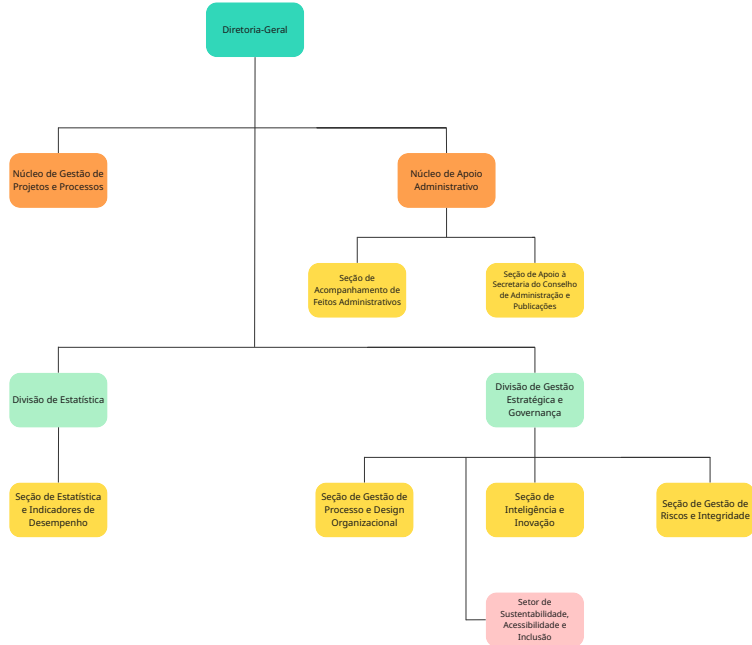 Diretoria-Geral
Núcleo de Gestão de
Projetos e Processos
Núcleo de Apoio
Administrativo
Seção de
Acompanhamento de
Feitos Administrativos
Seção de Apoio à
Secretaria do Conselho
de Administração e
Publicações
Divisão de Estatística
Divisão de Gestão
Estratégica e
Governança
Seção de Estatística
e Indicadores de
Desempenho
Seção de Gestão de
Processo e Design
Organizacional
Seção de
Inteligência e
Inovação
Seção de Gestão de
Riscos e Integridade
Setor de
Sustentabilidade,
Acessibilidade e
Inclusão